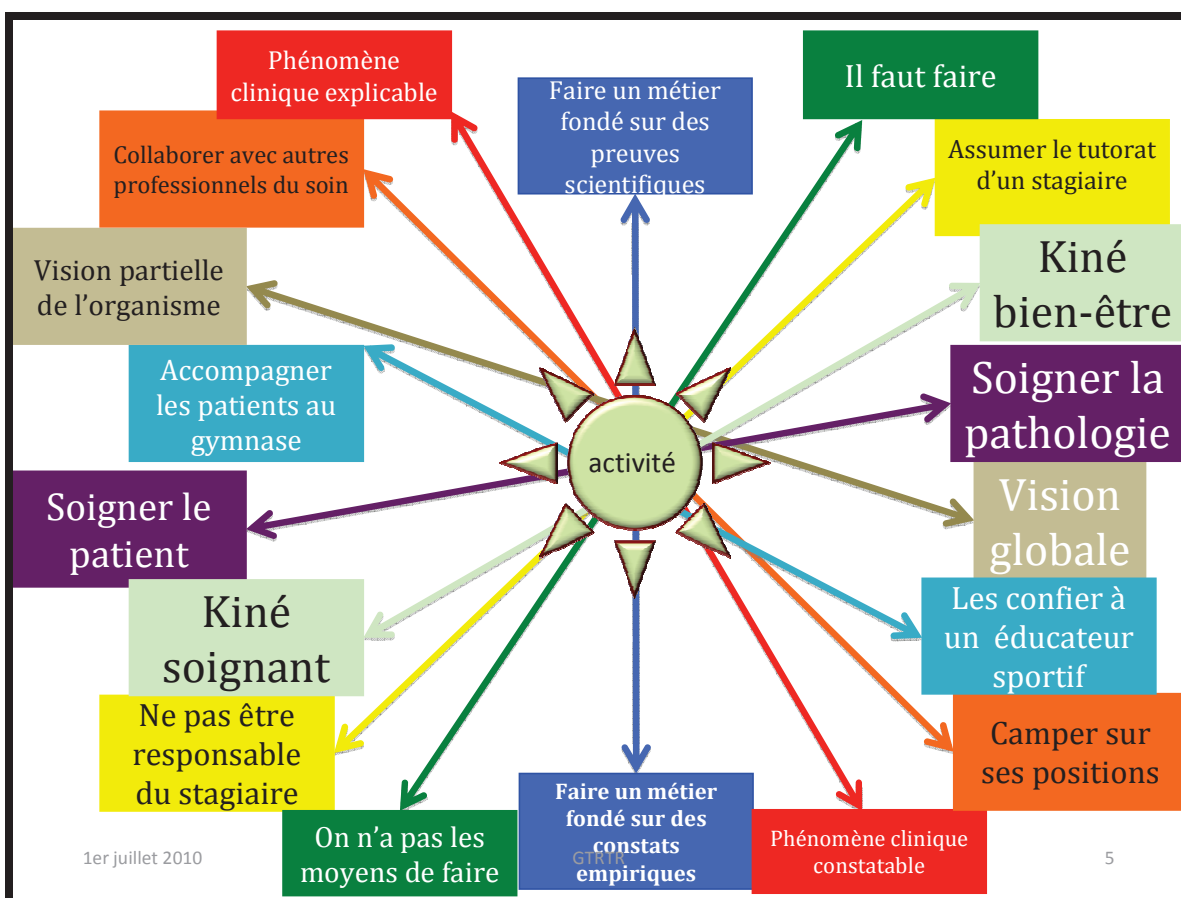 Phénomène
clinique explicable
Faire un métier
fondé sur des
preuves
scientifiques
Il faut faire
Collaborer avec autres
professionnels du soin
Assumer le tutorat
d'un stagiaire
Vision partielle
de l'organisme
Kiné
bien-être
Accompagner
les patients au
gymnase
Soigner la
pathologie
activité
Soigner le
patient
Vision
globale
Kiné
soignant
Les confier à
un éducateur
sportif
Ne pas être
responsable
du stagiaire
Camper sur
ses positions
On n'a pas les
moyens de faire
Faire un métier
fondé sur des
constats
empiriques
Phénomène clinique
constatable
1er juillet 2010
GTRTR
5